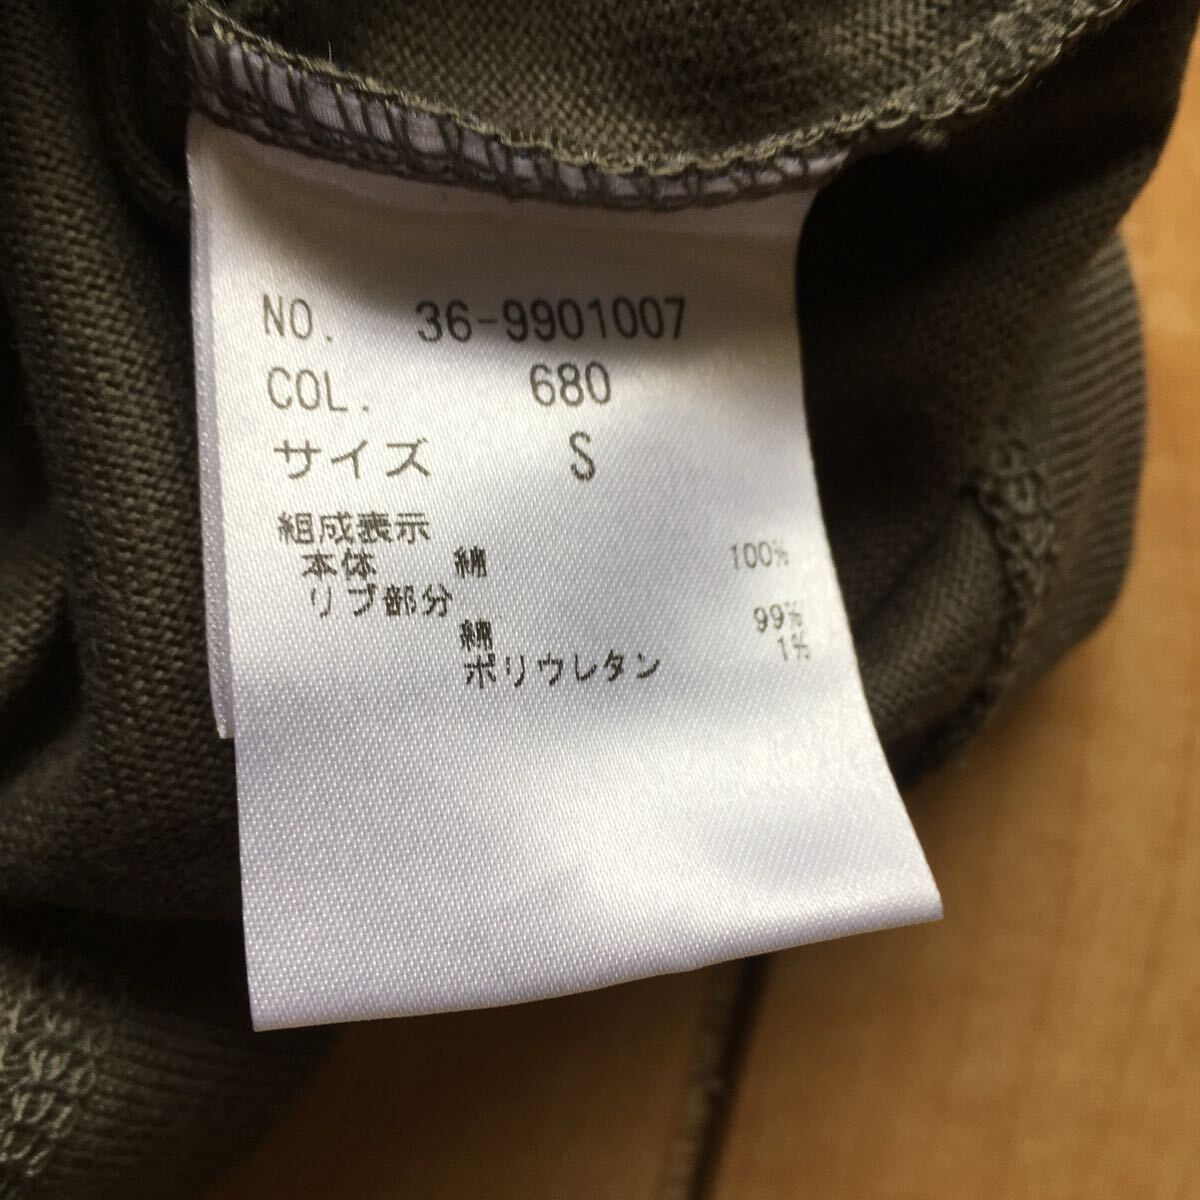 NO. 36-9901007
COL. 680
サイズ S
組成表示
本体 綿 100%
リブ部分
綿 99%
ポリウレタン 1%